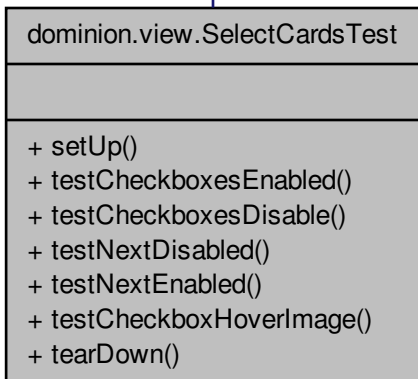 dominion.view.SelectCardsTest
+ setUp()
+ testCheckboxesEnabled()
+ testCheckboxesDisable()
+ testNextDisabled()
+ testNextEnabled()
+ testCheckboxHoverImage()
+ tearDown()